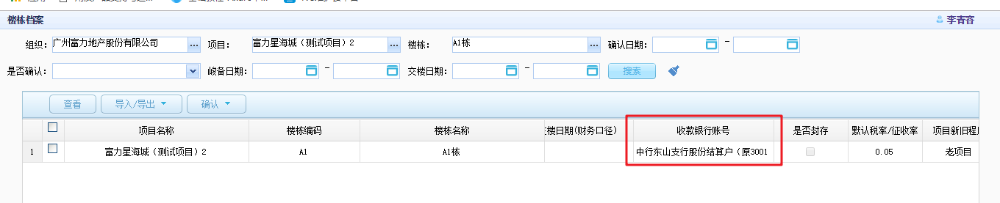 楼栋档案
李青容
组织：
广州富力地产股份有限公司
项目：
富力星海城（测试项目）2
楼栋：
A1栋
确认日期：
-
是否确认：
峻备日期：
-
交楼日期：
-
搜索
查看
导入/导出
确认
项目名称
楼栋编码
楼栋名称
楼日期(财务口径)
收款银行账号
是否封存
默认税率/征收率
项目新旧程
1
富力星海城（测试项目）2
A1
A1栋
中行东山支行股份结算户（原3001
0.05
老项目